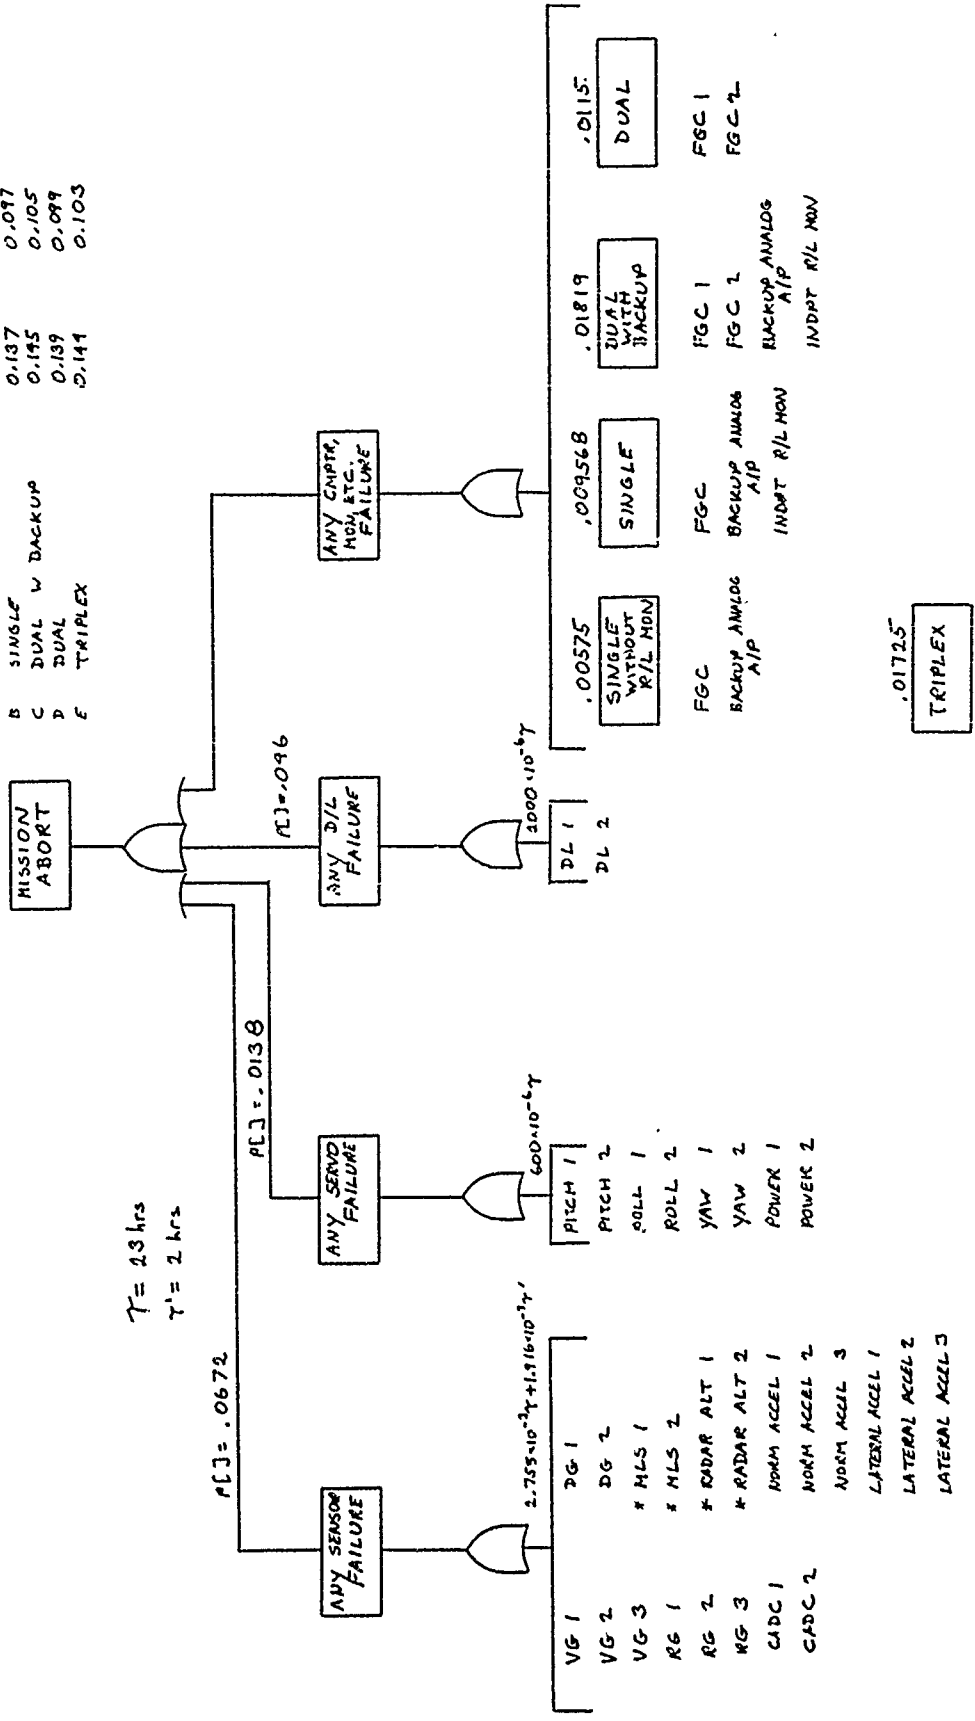 MISSION ABORT
B SINGLE 0.137 0.097
C DUAL W BACKUP 0.145 0.105
D DUAL 0.139 0.099
E TRIPLEX 0.144 0.103
τ = 23 hrs
τ' = 2 hrs
P[ ] = .0672
P[ ] = .0138
P[ ] = .096
ANY SENSOR
FAILURE
ANY SERVO
FAILURE
ANY D/L
FAILURE
ANY CMPTR,
MON, ETC.
FAILURE
2.755×10⁻³τ+1.916×10⁻³τ'
600×10⁻⁶τ
2000×10⁻⁶τ
VG 1
VG 2
VG 3
RG 1
RG 2
RG 3
CADC 1
CADC 2
DG 1
DG 2
* MLS 1
* MLS 2
* RADAR ALT 1
* RADAR ALT 2
NORM ACCEL 1
NORM ACCEL 2
NORM ACCEL 3
LATERAL ACCEL 1
LATERAL ACCEL 2
LATERAL ACCEL 3
PITCH 1
PITCH 2
ROLL 1
ROLL 2
YAW 1
YAW 2
POWER 1
POWER 2
DL 1
DL 2
.00575
SINGLE
WITHOUT
R/L MON
FGC
BACKUP ANALOG
A/P
.009568
SINGLE
FGC
BACKUP ANALOG
A/P
INDPT R/L MON
.01819
DUAL
WITH
BACKUP
FGC 1
FGC 2
BACKUP ANALOG
A/P
INDPT R/L MON
.0115
DUAL
FGC 1
FGC 2
.01725
TRIPLEX